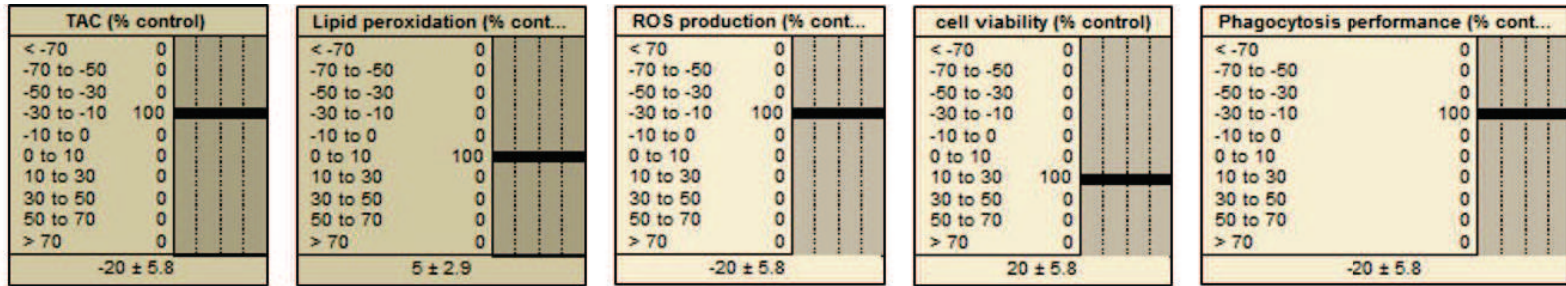 TAC (% control)
< -70 0
-70 to -50 0
-50 to -30 0
-30 to -10 100
-10 to 0 0
0 to 10 0
10 to 30 0
30 to 50 0
50 to 70 0
> 70 0
-20 ± 5.8
Lipid peroxidation (% cont...
< -70 0
-70 to -50 0
-50 to -30 0
-30 to -10 0
-10 to 0 0
0 to 10 100
10 to 30 0
30 to 50 0
50 to 70 0
> 70 0
5 ± 2.9
ROS production (% cont...
< 70 0
-70 to -50 0
-50 to -30 0
-30 to -10 100
-10 to 0 0
0 to 10 0
10 to 30 0
30 to 50 0
50 to 70 0
> 70 0
-20 ± 5.8
cell viability (% control)
< -70 0
-70 to -50 0
-50 to -30 0
-30 to -10 0
-10 to 0 0
0 to 10 0
10 to 30 100
30 to 50 0
50 to 70 0
> 70 0
20 ± 5.8
Phagocytosis performance (% cont...
< -70 0
-70 to -50 0
-50 to -30 0
-30 to -10 100
-10 to 0 0
0 to 10 0
10 to 30 0
30 to 50 0
50 to 70 0
> 70 0
-20 ± 5.8